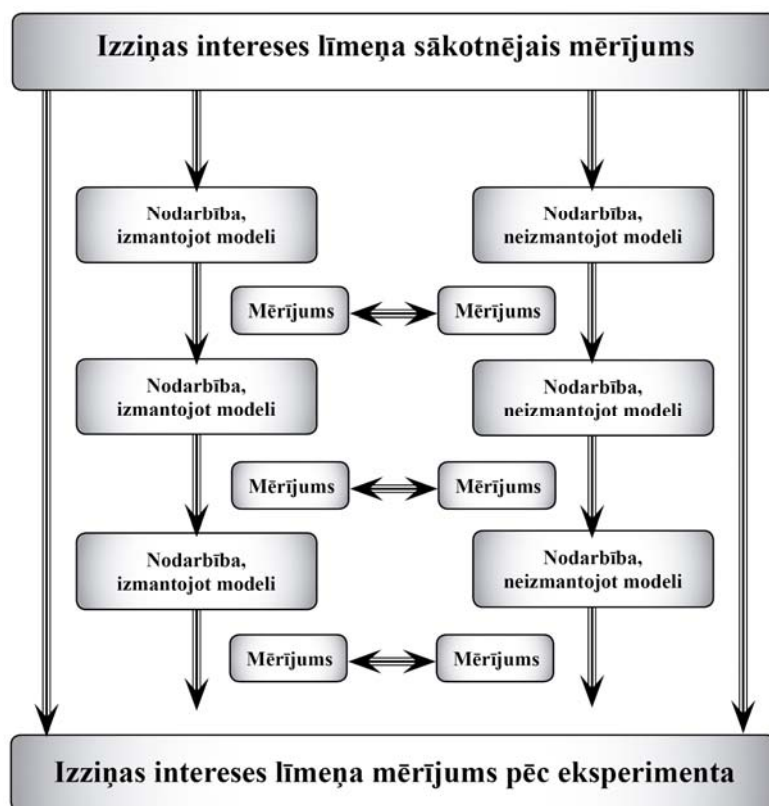 Izziņas intereses līmeņa sākotnējais mērījums
Nodarbība,
izmantojot modeli
Nodarbība,
neizmantojot modeli
Mērījums
Mērījums
Nodarbība,
izmantojot modeli
Nodarbība,
neizmantojot modeli
Mērījums
Mērījums
Nodarbība,
izmantojot modeli
Nodarbība,
neizmantojot modeli
Mērījums
Mērījums
Izziņas intereses līmeņa mērījums pēc eksperimenta